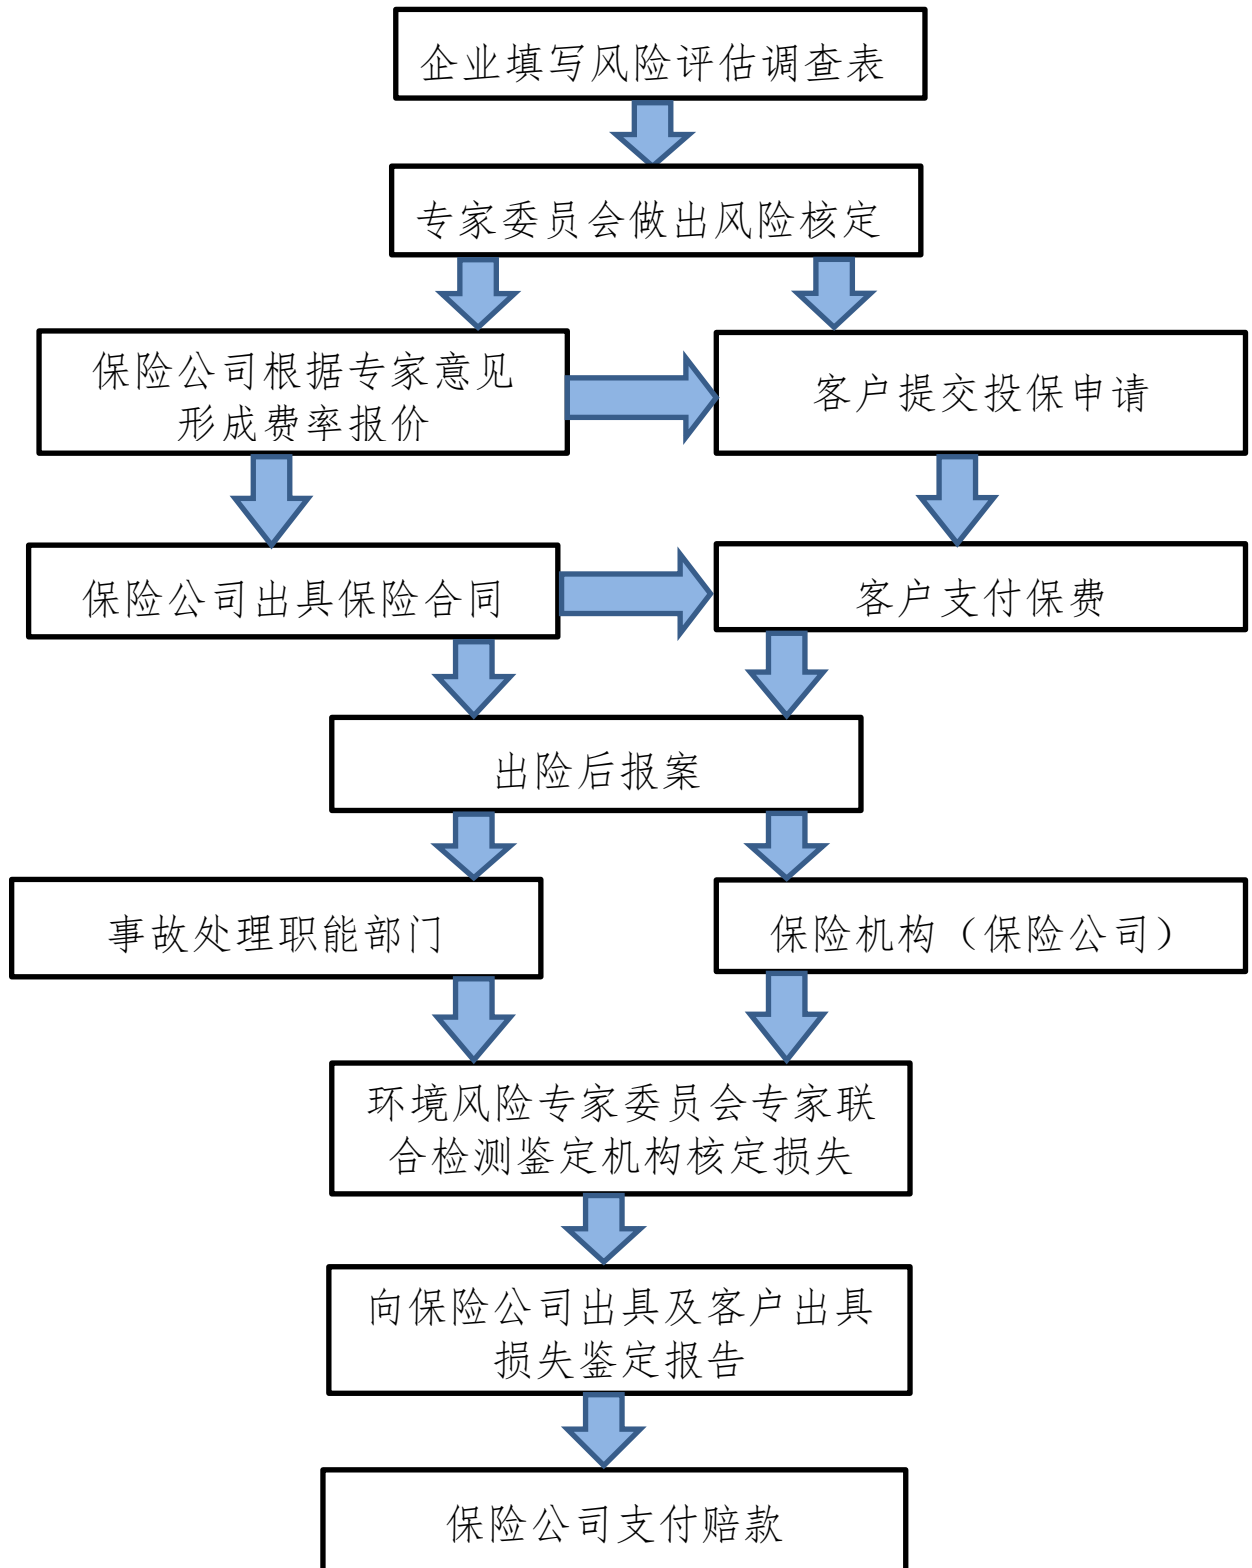 企业填写风险评估调查表
专家委员会做出风险核定
保险公司根据专家意见
形成费率报价
客户提交投保申请
保险公司出具保险合同
客户支付保费
出险后报案
事故处理职能部门
保险机构（保险公司）
环境风险专家委员会专家联
合检测鉴定机构核定损失
向保险公司出具及客户出具
损失鉴定报告
保险公司支付赔款